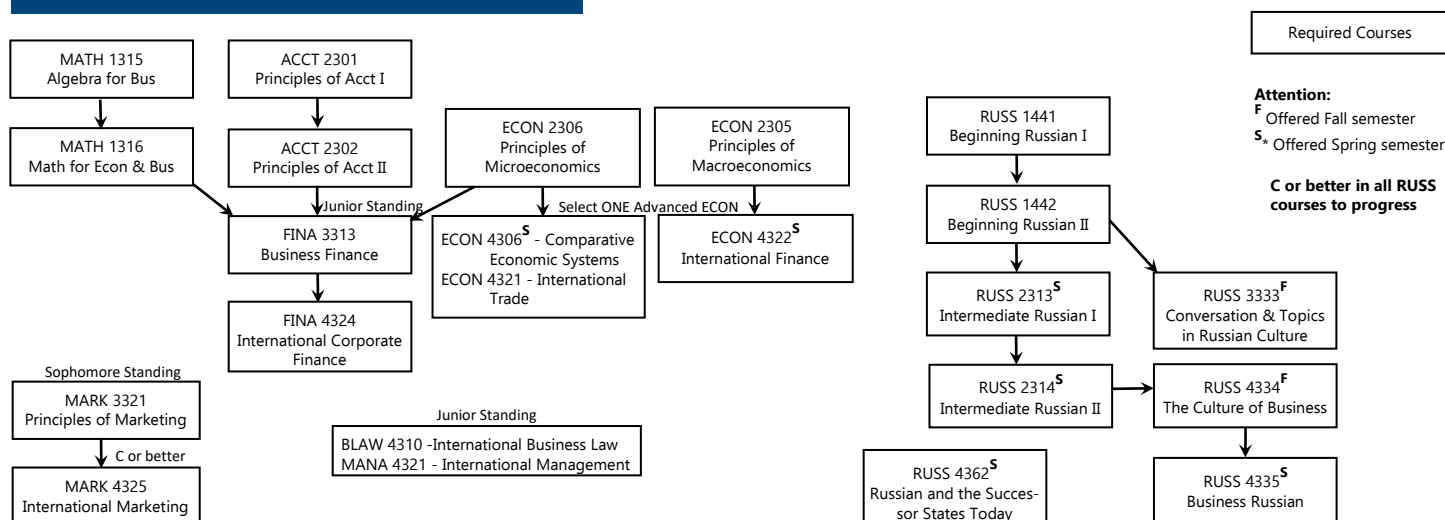 Required Courses
MATH 1315
Algebra for Bus
ACCT 2301
Principles of Acct I
Attention:
F Offered Fall semester
S* Offered Spring semester
C or better in all RUSS
courses to progress
MATH 1316
Math for Econ & Bus
ACCT 2302
Principles of Acct II
ECON 2306
Principles of
Microeconomics
ECON 2305
Principles of
Macroeconomics
RUSS 1441
Beginning Russian I
Junior Standing
Select ONE Advanced ECON
RUSS 1442
Beginning Russian II
FINA 3313
Business Finance
ECON 4306S - Comparative
Economic Systems
ECON 4321 - International
Trade
ECON 4322S
International Finance
RUSS 2313S
Intermediate Russian I
RUSS 3333F
Conversation & Topics
in Russian Culture
FINA 4324
International Corporate
Finance
Sophomore Standing
MARK 3321
Principles of Marketing
RUSS 2314S
Intermediate Russian II
RUSS 4334F
The Culture of Business
Junior Standing
BLAW 4310 -International Business Law
MANA 4321 - International Management
C or better
MARK 4325
International Marketing
RUSS 4362S
Russian and the Succes-
sor States Today
RUSS 4335S
Business Russian